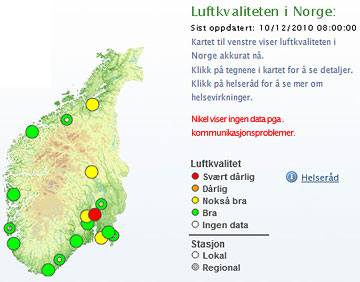 Luftkvaliteten i Norge:
Sist oppdatert: 10/12/2010 08:00:00
Kartet til venstre viser luftkvaliteten i
Norge akkurat nå.
Klikk på tegnene i kartet for å se detaljer.
Klikk på helseråd for å se mer om
helsevirkninger.
Nikel viser ingen data pga .
kommunikasjonsproblemer.
Luftkvalitet
Svært dårlig
Dårlig
Nokså bra
Bra
Ingen data
i Helseråd
Stasjon
Lokal
Regional